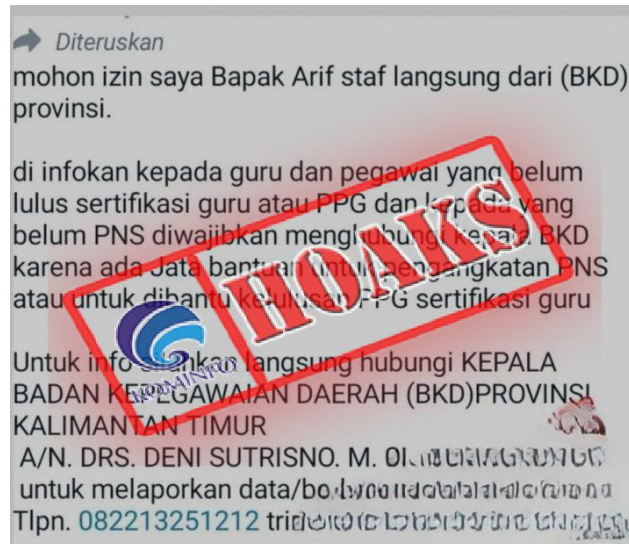 Diteruskan
mohon izin saya Bapak Arif staf langsung dari (BKD)
provinsi.
di infokan kepada guru dan pegawai yang belum
lulus sertifikasi guru atau PPG dan kepada yang
belum PNS diwajibkan menghubungi kepala BKD
karena ada Jata bantuan untuk pengangkatan PNS
atau untuk dibantu kelulusan PPG sertifikasi guru
HOAKS
KOMINFO
Untuk info silahkan langsung hubungi KEPALA
BADAN KEPEGAWAIAN DAERAH (BKD)PROVINSI
KALIMANTAN TIMUR
A/N. DRS. DENI SUTRISNO. M.
untuk melaporkan
Tlpn. 082213251212